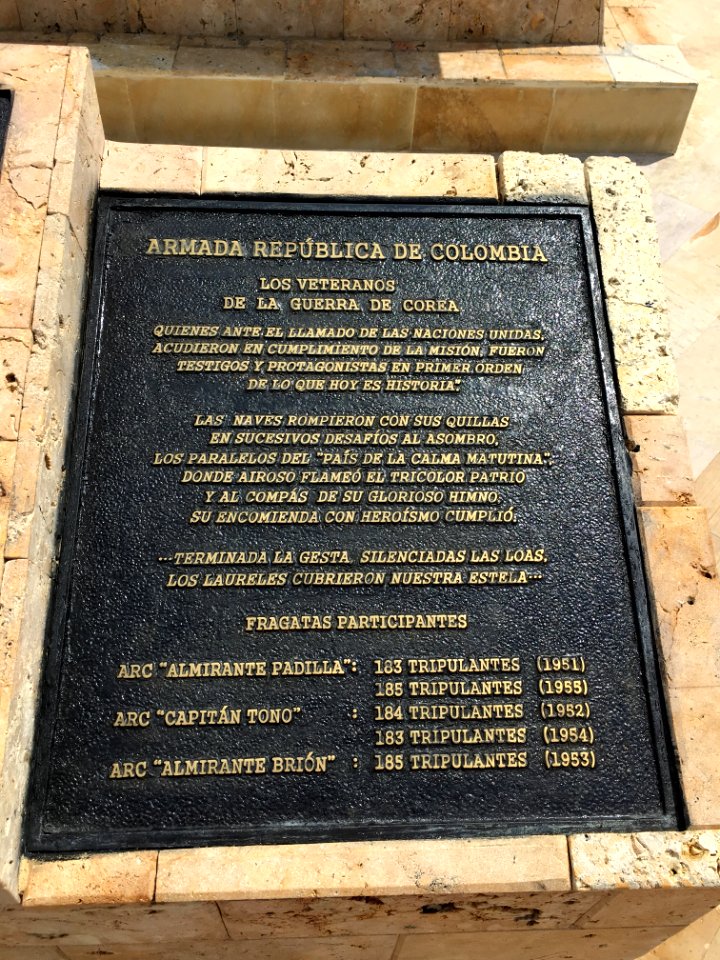 ARMADA REPÚBLICA DE COLOMBIA
LOS VETERANOS
DE LA GUERRA DE COREA
QUIENES ANTE EL LLAMADO DE LAS NACIONES UNIDAS,
ACUDIERON EN CUMPLIMIENTO DE LA MISIÓN, FUERON
TESTIGOS Y PROTAGONISTAS EN PRIMER ORDEN
DE LO QUE HOY ES HISTORIA".
LAS NAVES ROMPIERON CON SUS QUILLAS
EN SUCESIVOS DESAFÍOS AL ASOMBRO,
LOS PARALELOS DEL "PAÍS DE LA CALMA MATUTINA",
DONDE AIROSO FLAMEÓ EL TRICOLOR PATRIO
Y AL COMPÁS DE SU GLORIOSO HIMNO,
SU ENCOMIENDA CON HEROÍSMO CUMPLIÓ.
...TERMINADA LA GESTA, SILENCIADAS LAS LOAS,
LOS LAURELES CUBRIERON NUESTRA ESTELA...
FRAGATAS PARTICIPANTES
ARC "ALMIRANTE PADILLA": 183 TRIPULANTES (1951)
185 TRIPULANTES (1955)
ARC "CAPITÁN TONO" : 184 TRIPULANTES (1952)
183 TRIPULANTES (1954)
ARC "ALMIRANTE BRIÓN" : 185 TRIPULANTES (1953)